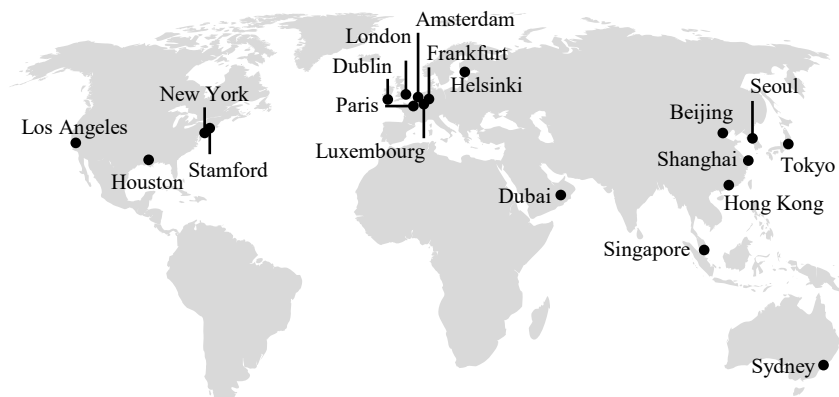 Amsterdam
London
Frankfurt
Dublin
Helsinki
Seoul
New York
Paris
Beijing
Los Angeles
Luxembourg
Shanghai
Tokyo
Stamford
Houston
Dubai
Hong Kong
Singapore
Sydney